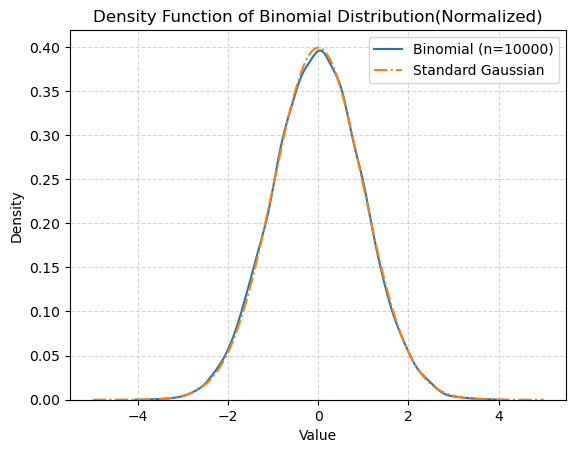 Density Function of Binomial Distribution(Normalized)
Binomial (n=10000)
Standard Gaussian
0.40
0.35
0.30
0.25
0.20
0.15
0.10
0.05
0.00
Density
−4
−2
0
2
4
Value